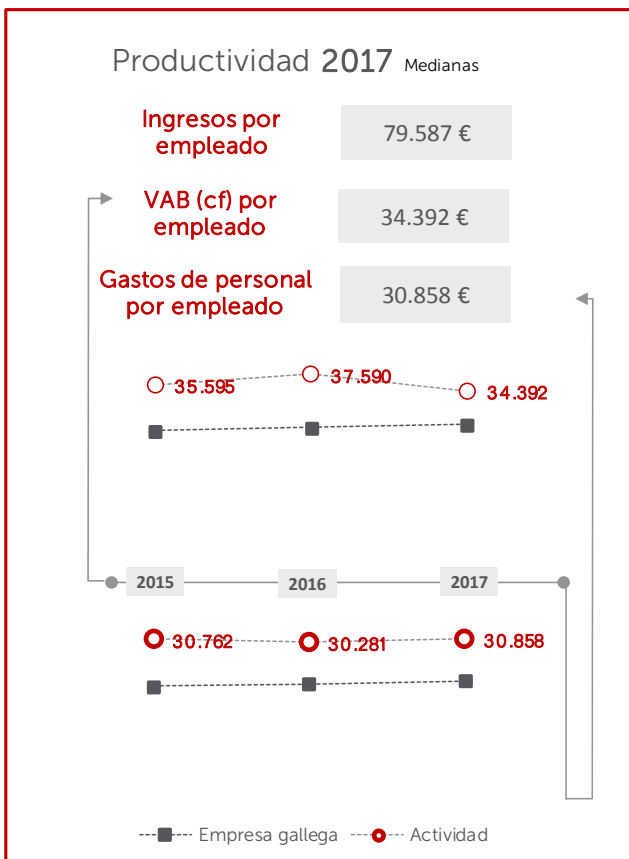 Productividad 2017 Medianas
Ingresos por
empleado
79.587 €
VAB (cf) por
empleado
34.392 €
Gastos de personal
por empleado
30.858 €
35.595
37.590
34.392
2015
2016
2017
30.762
30.281
30.858
Empresa gallega
Actividad